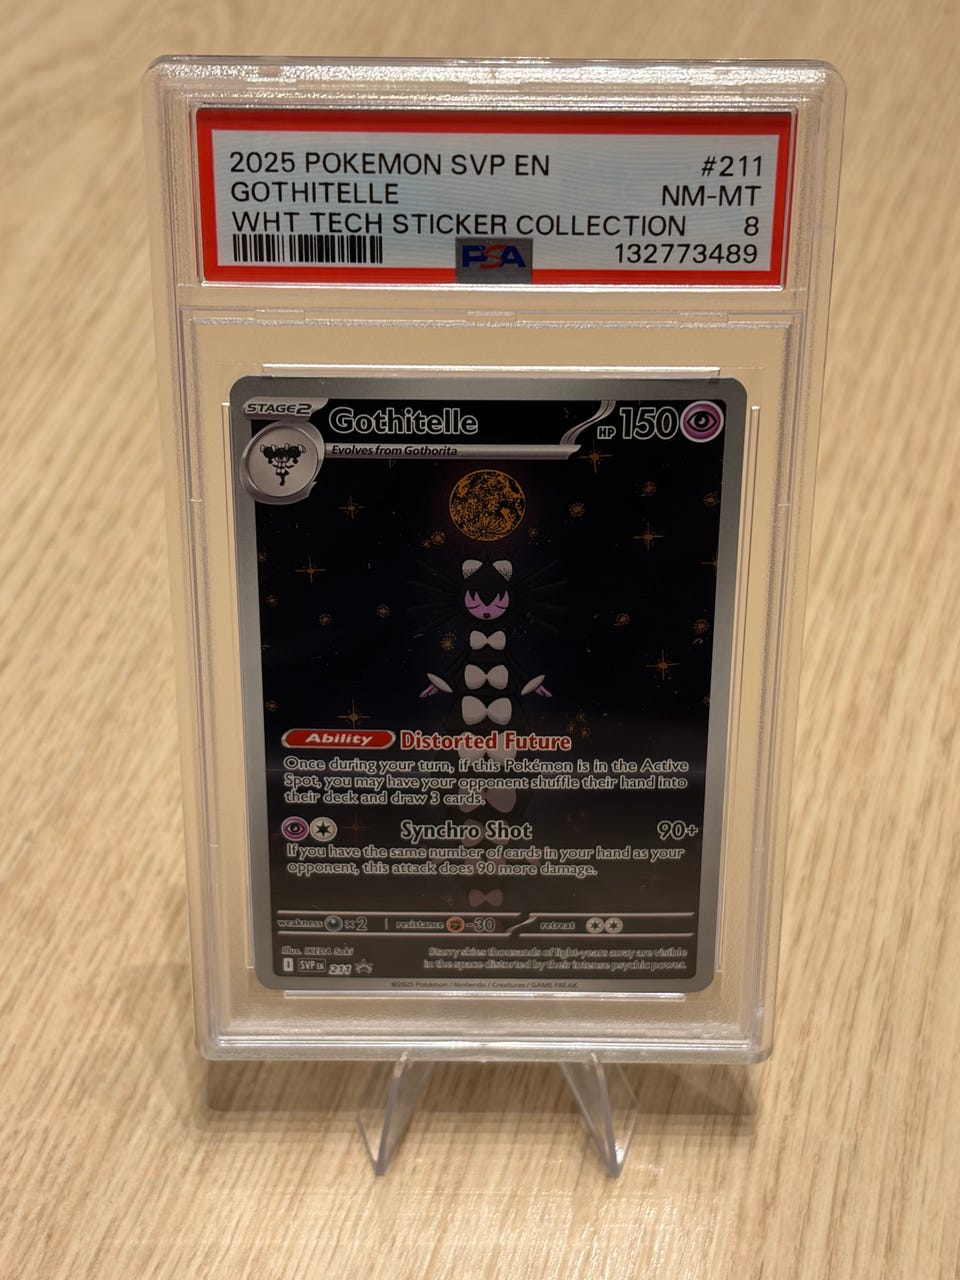 2025 POKEMON SVP EN #211
GOTHITELLE NM-MT
WHT TECH STICKER COLLECTION 8
PSA 132773489
STAGE 2 Gothitelle HP 150
Evolves from Gothorita
Ability Distorted Future
Once during your turn, if this Pokémon is in the Active
Spot, you may have your opponent shuffle their hand into
their deck and draw 3 cards.
Synchro Shot 90+
If you have the same number of cards in your hand as your
opponent, this attack does 90 more damage.
weakness ×2 resistance -30 retreat
Illus. IKEDA Saki
Starry skies thousands of light-years away are visible
in the space distorted by their intense psychic power.
I SVP EN 211
©2025 Pokémon / Nintendo / Creatures / GAME FREAK